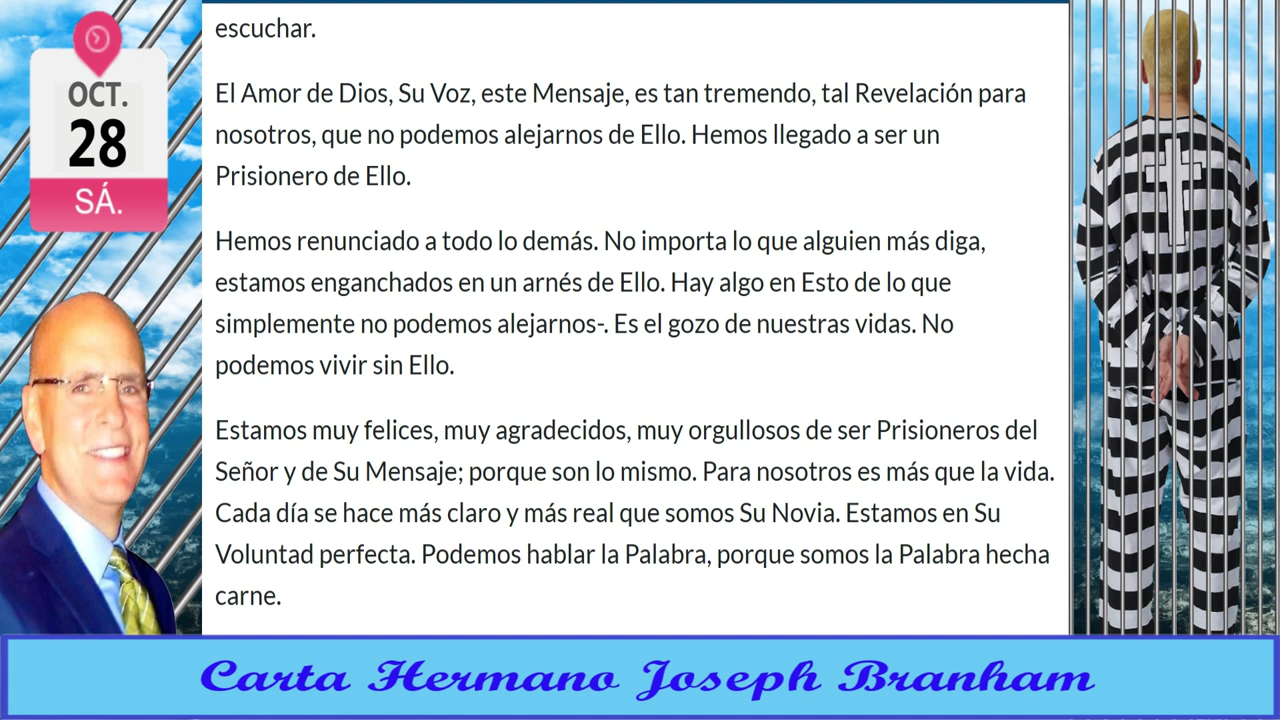 OCT.
28
SÁ.
escuchar.
El Amor de Dios, Su Voz, este Mensaje, es tan tremendo, tal Revelación para
nosotros, que no podemos alejarnos de Ello. Hemos llegado a ser un
Prisionero de Ello.
Hemos renunciado a todo lo demás. No importa lo que alguien más diga,
estamos enganchados en un arnés de Ello. Hay algo en Esto de lo que
simplemente no podemos alejarnos-. Es el gozo de nuestras vidas. No
podemos vivir sin Ello.
Estamos muy felices, muy agradecidos, muy orgullosos de ser Prisioneros del
Señor y de Su Mensaje; porque son lo mismo. Para nosotros es más que la vida.
Cada día se hace más claro y más real que somos Su Novia. Estamos en Su
Voluntad perfecta. Podemos hablar la Palabra, porque somos la Palabra hecha
carne.
Carta Hermano Joseph Branham